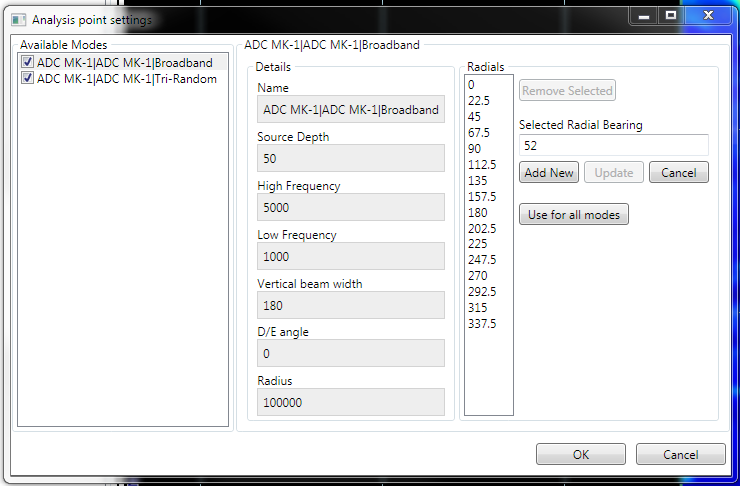 Analysis point settings
Available Modes
ADC MK-1|ADC MK-1|Broadband
ADC MK-1|ADC MK-1|Tri-Random
ADC MK-1|ADC MK-1|Broadband
Details
Name
ADC MK-1|ADC MK-1|Broadband
Source Depth
50
High Frequency
5000
Low Frequency
1000
Vertical beam width
180
D/E angle
0
Radius
100000
Radials
0
22.5
45
67.5
90
112.5
135
157.5
180
202.5
225
247.5
270
292.5
315
337.5
Remove Selected
Selected Radial Bearing
52
Add New Update Cancel
Use for all modes
OK Cancel